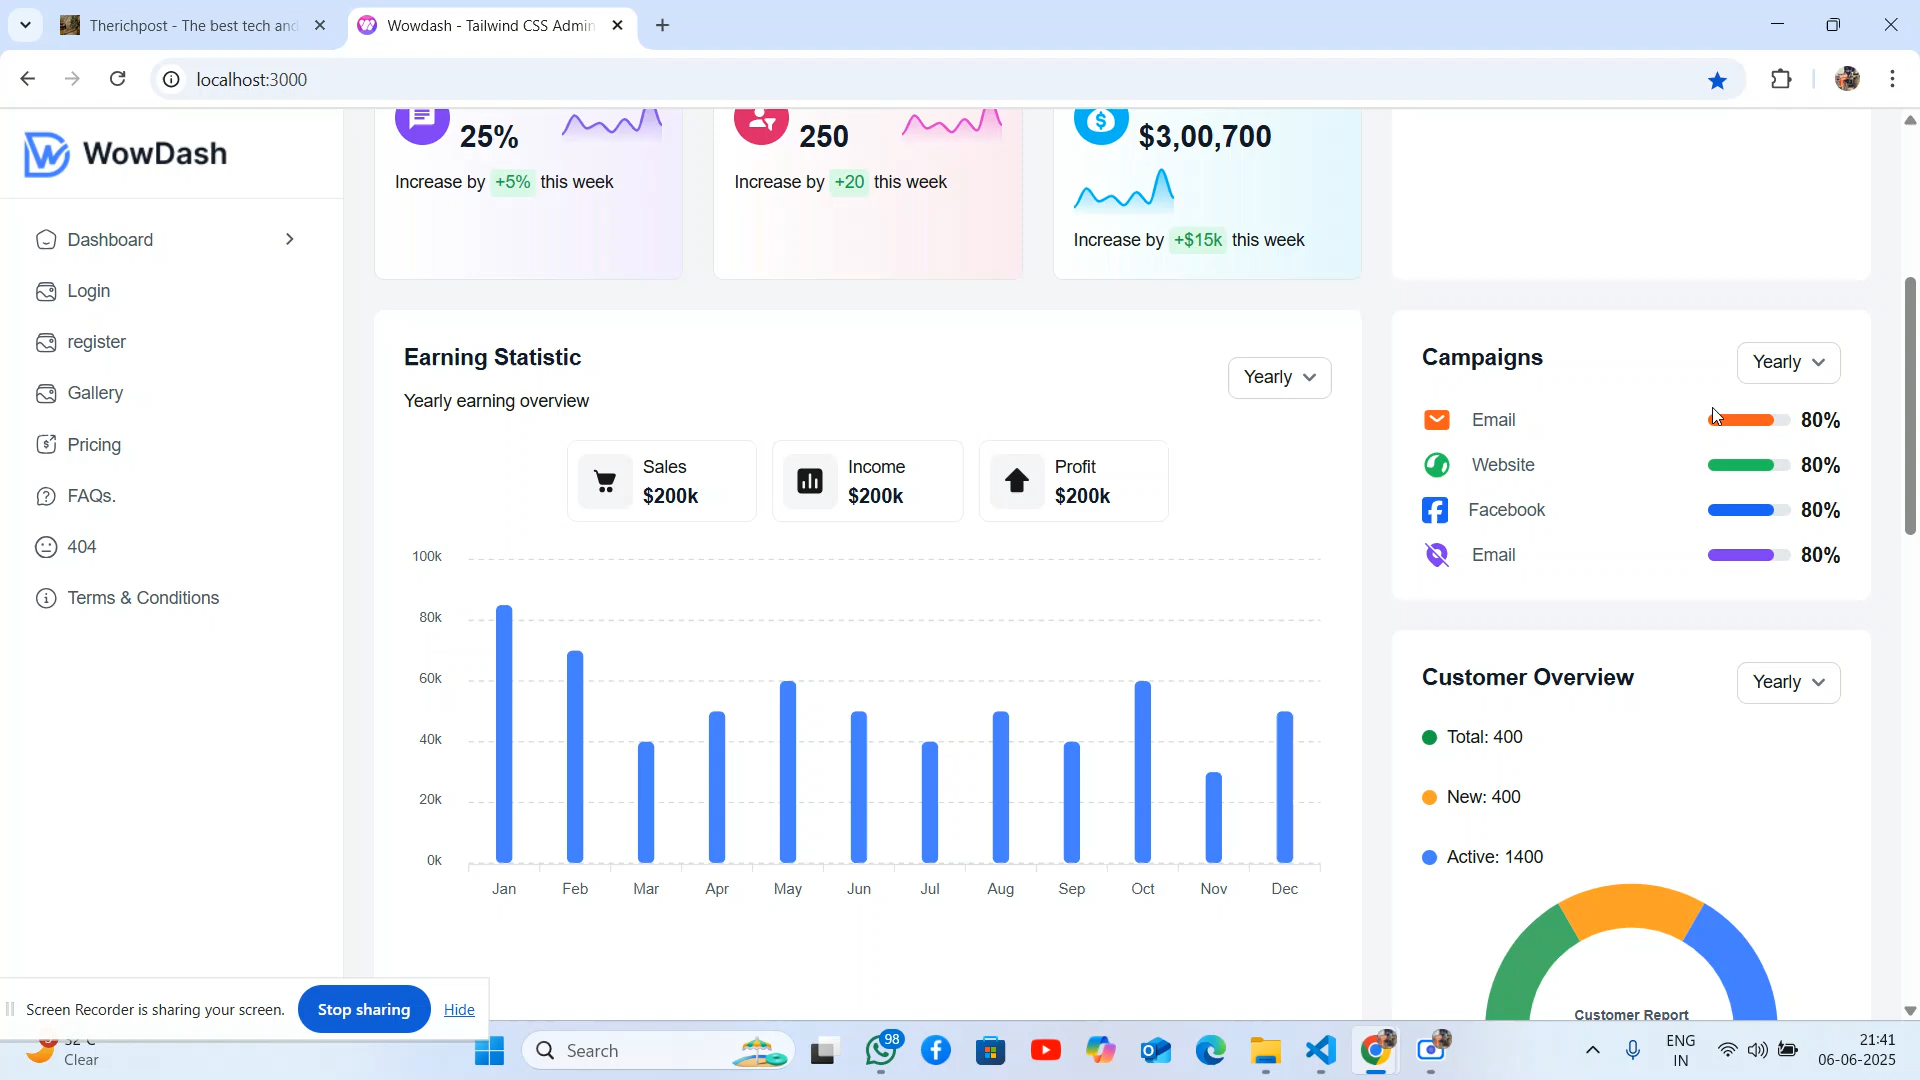 Therichpost - The best tech and
Wowdash - Tailwind CSS Admin
localhost:3000
WowDash
Dashboard
Login
register
Gallery
Pricing
FAQs.
404
Terms & Conditions
25%
Increase by +5% this week
250
Increase by +20 this week
$3,00,700
Increase by +$15k this week
Earning Statistic
Yearly earning overview
Yearly
Sales
$200k
Income
$200k
Profit
$200k
100k
80k
60k
40k
20k
0k
Jan Feb Mar Apr May Jun Jul Aug Sep Oct Nov Dec
Campaigns
Yearly
Email 80%
Website 80%
Facebook 80%
Email 80%
Customer Overview
Yearly
Total: 400
New: 400
Active: 1400
Customer Report
Screen Recorder is sharing your screen.
Stop sharing
Hide
Clear
Search
98
ENG
IN
21:41
06-06-2025